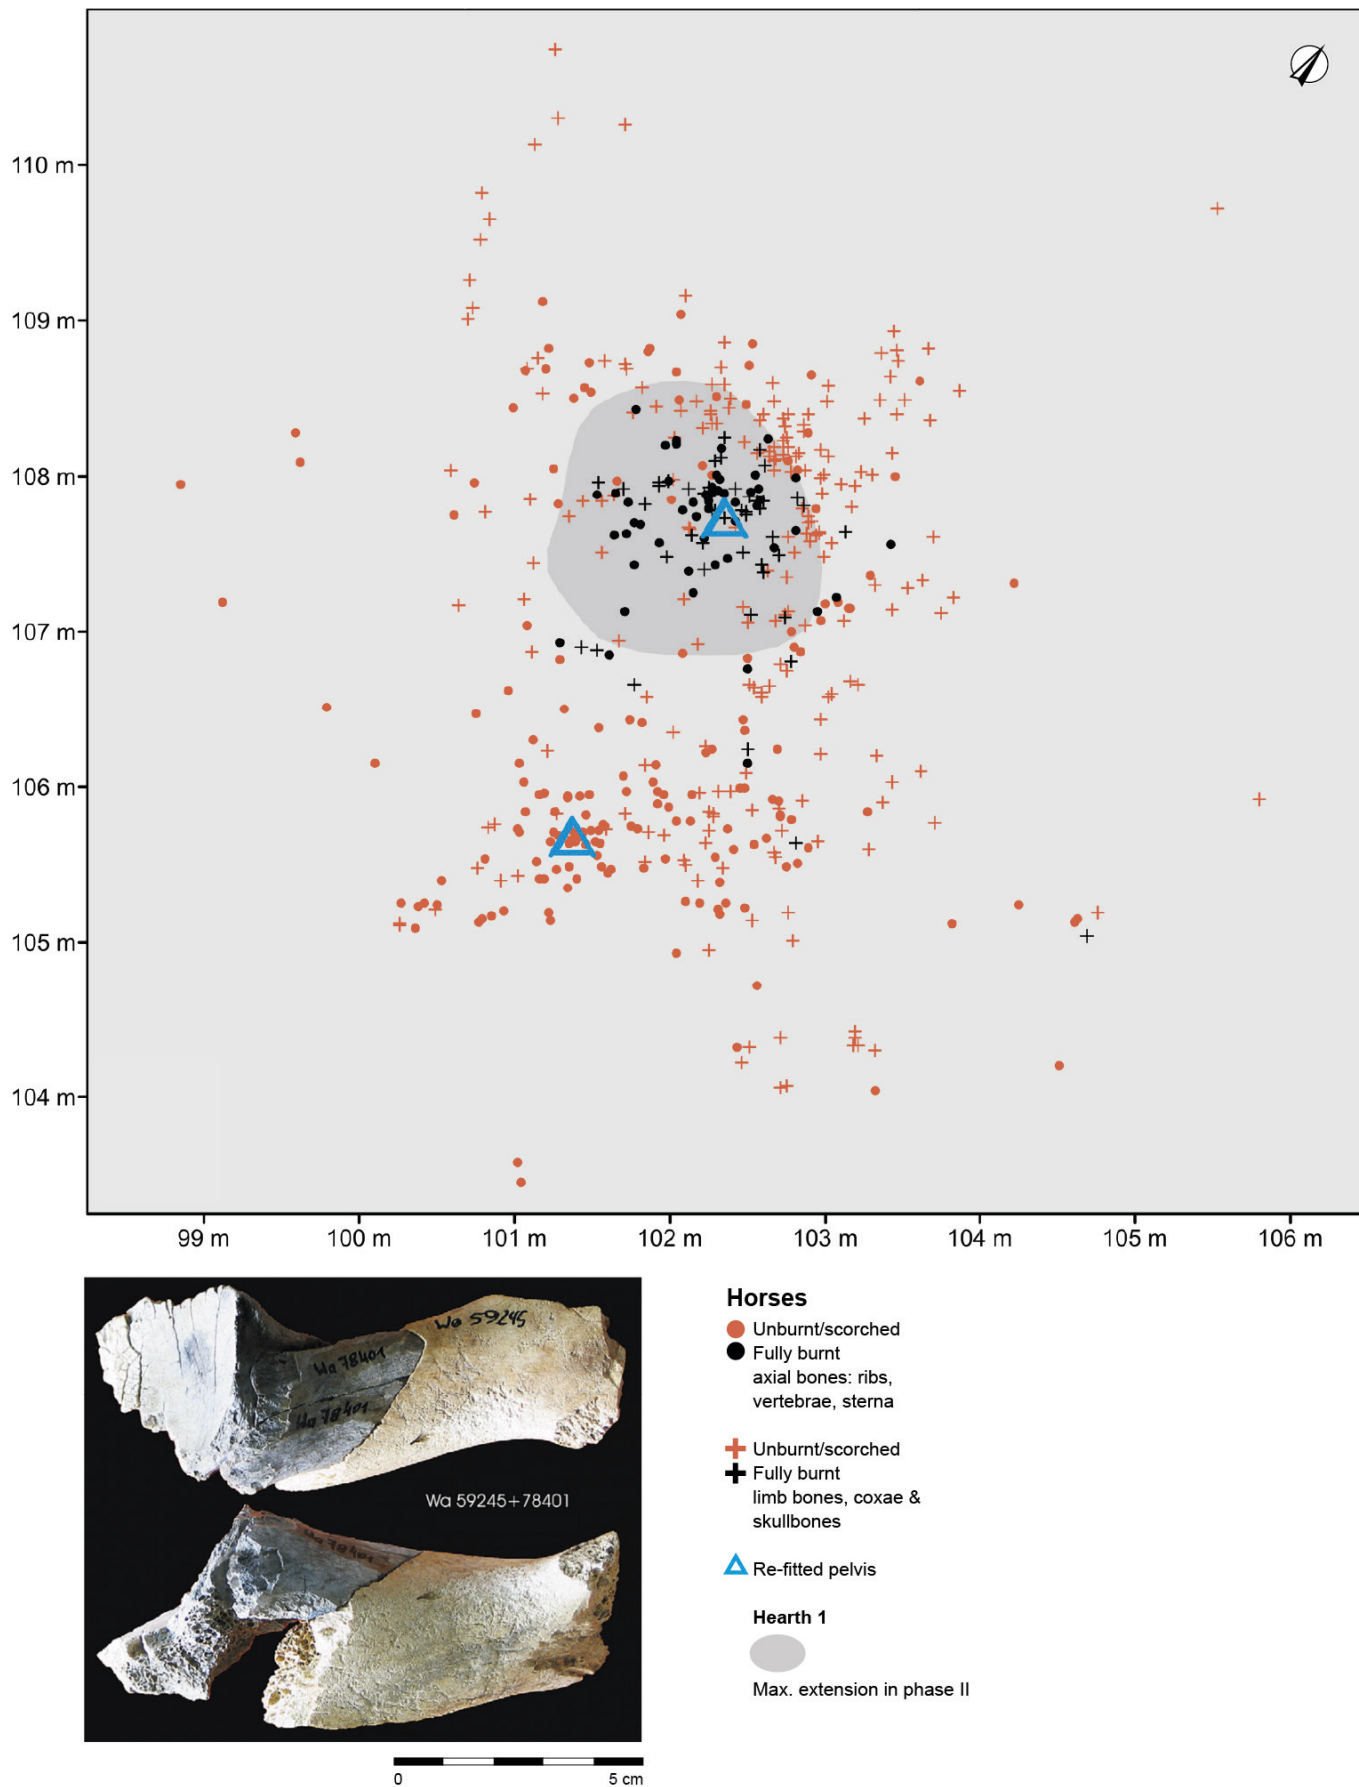 110 m
109 m
108 m
107 m
106 m
105 m
104 m
99 m
100 m
101 m
102 m
103 m
104 m
105 m
106 m
Wa 59245
Wa 78401
Wa 78401
Wa 59245+78401
Wa 78401
0
5 cm
Horses
Unburnt/scorched
Fully burnt
axial bones: ribs,
vertebrae, sterna
Unburnt/scorched
Fully burnt
limb bones, coxae &
skullbones
Re-fitted pelvis
Hearth 1
Max. extension in phase II